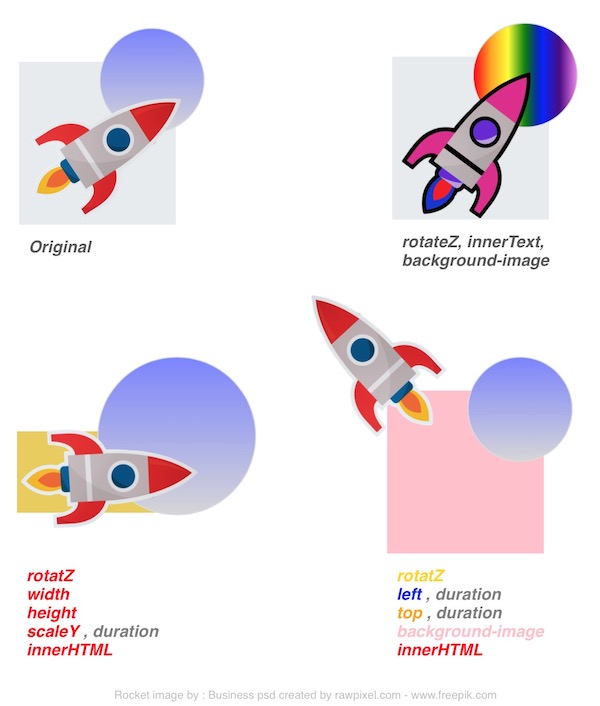 Original
rotateZ, innerText,
background-image
rotatZ
width
height
scaleY , duration
innerHTML
rotatZ
left , duration
top , duration
background-image
innerHTML
Rocket image by : Business psd created by rawpixel.com - www.freepik.com